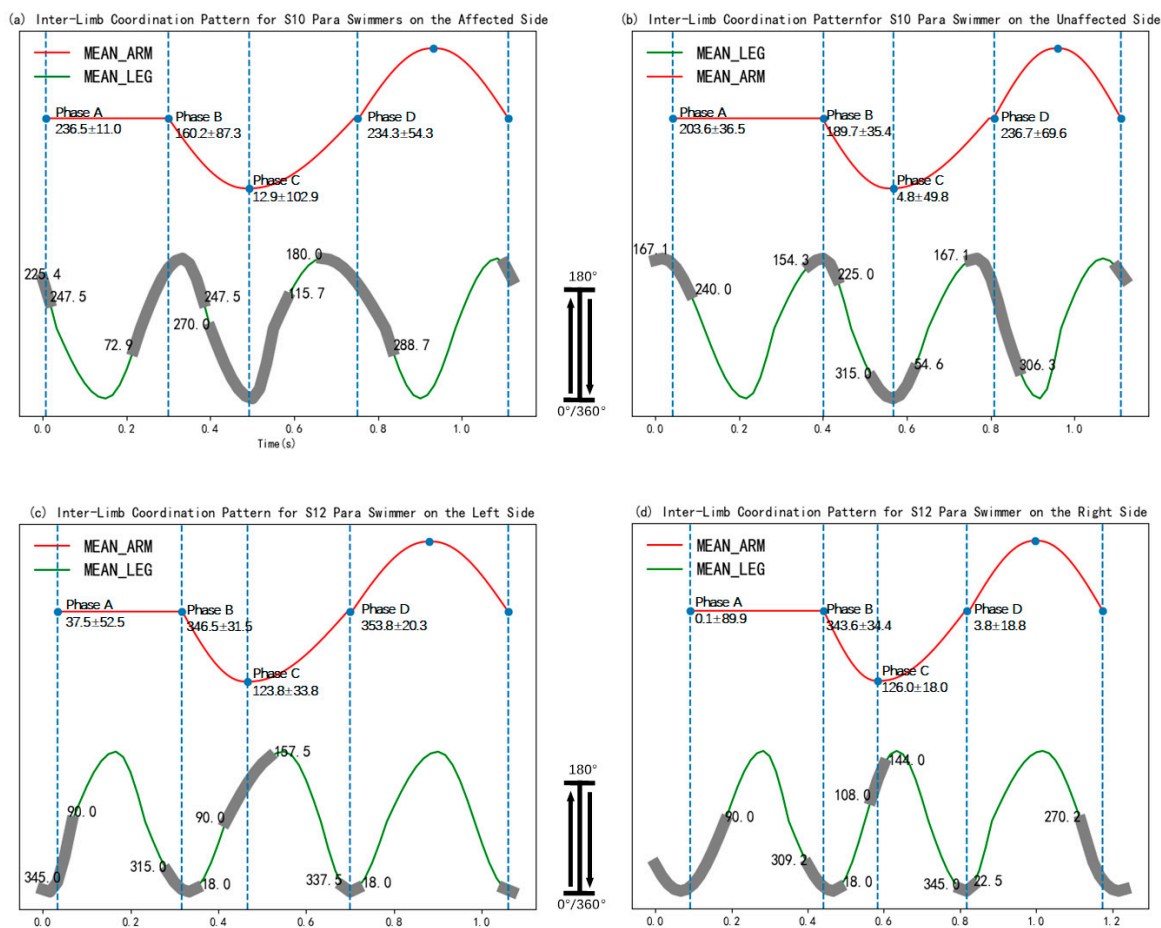 (a) Inter-Limb Coordination Pattern for S10 Para Swimmers on the Affected Side
MEAN_ARM
MEAN_LEG
Phase A
236.5±11.0
Phase B
160.2±87.3
Phase C
12.9±102.9
Phase D
234.3±54.3
225.4
247.5
72.9
247.5
270.0
180.0
115.7
288.7
0.0
0.2
0.4
0.6
0.8
1.0
Time(s)
180°
0°/360°
(b) Inter-Limb Coordination Patternfor S10 Para Swimmer on the Unaffected Side
MEAN_LEG
MEAN_ARM
Phase A
203.6±36.5
Phase B
189.7±35.4
Phase C
4.8±49.8
Phase D
236.7±69.6
167.1
240.0
154.3
225.0
315.0
54.6
167.1
306.3
0.0
0.2
0.4
0.6
0.8
1.0
(c) Inter-Limb Coordination Pattern for S12 Para Swimmer on the Left Side
MEAN_ARM
MEAN_LEG
Phase A
37.5±52.5
Phase B
346.5±31.5
Phase C
123.8±33.8
Phase D
353.8±20.3
345.0
90.0
315.0
18.0
90.0
157.5
337.5
18.0
0.0
0.2
0.4
0.6
0.8
1.0
180°
0°/360°
(d) Inter-Limb Coordination Pattern for S12 Para Swimmer on the Right Side
MEAN_ARM
MEAN_LEG
Phase A
0.1±89.9
Phase B
343.6±34.4
Phase C
126.0±18.0
Phase D
3.8±18.8
90.0
309.2
18.0
108.0
144.0
345.0
22.5
270.2
0.0
0.2
0.4
0.6
0.8
1.0
1.2